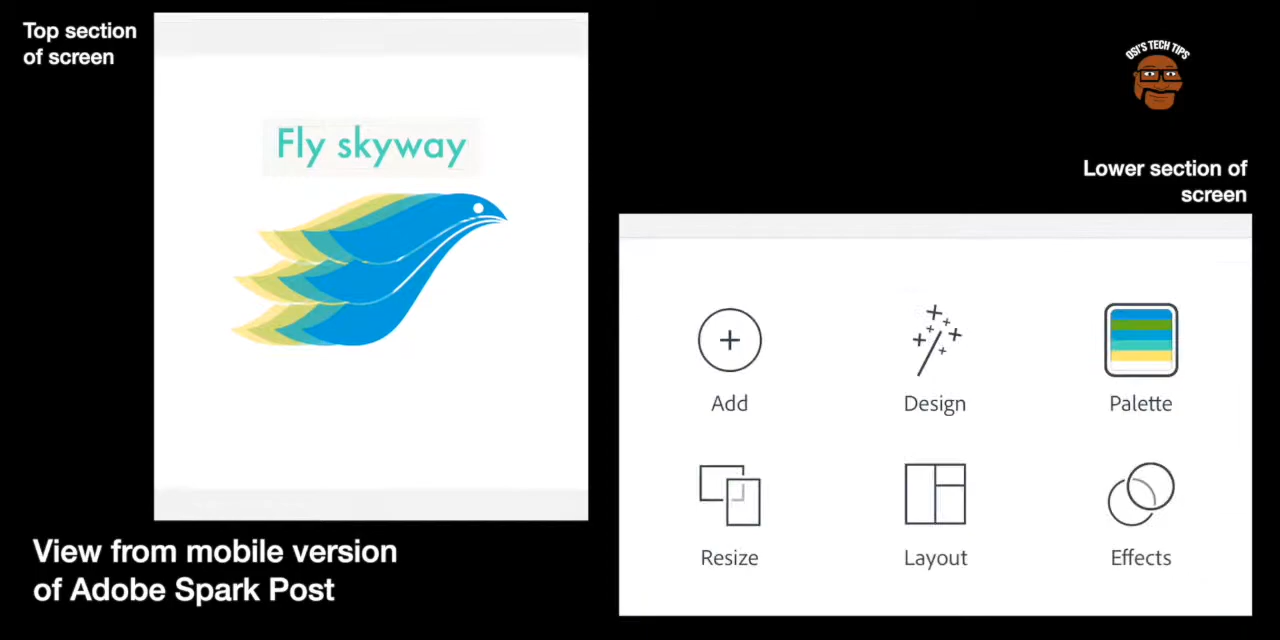 Top section
of screen
Fly skyway
OSI'S TECH TIPS
Lower section of
screen
Add
Design
Palette
Resize
Layout
Effects
View from mobile version
of Adobe Spark Post